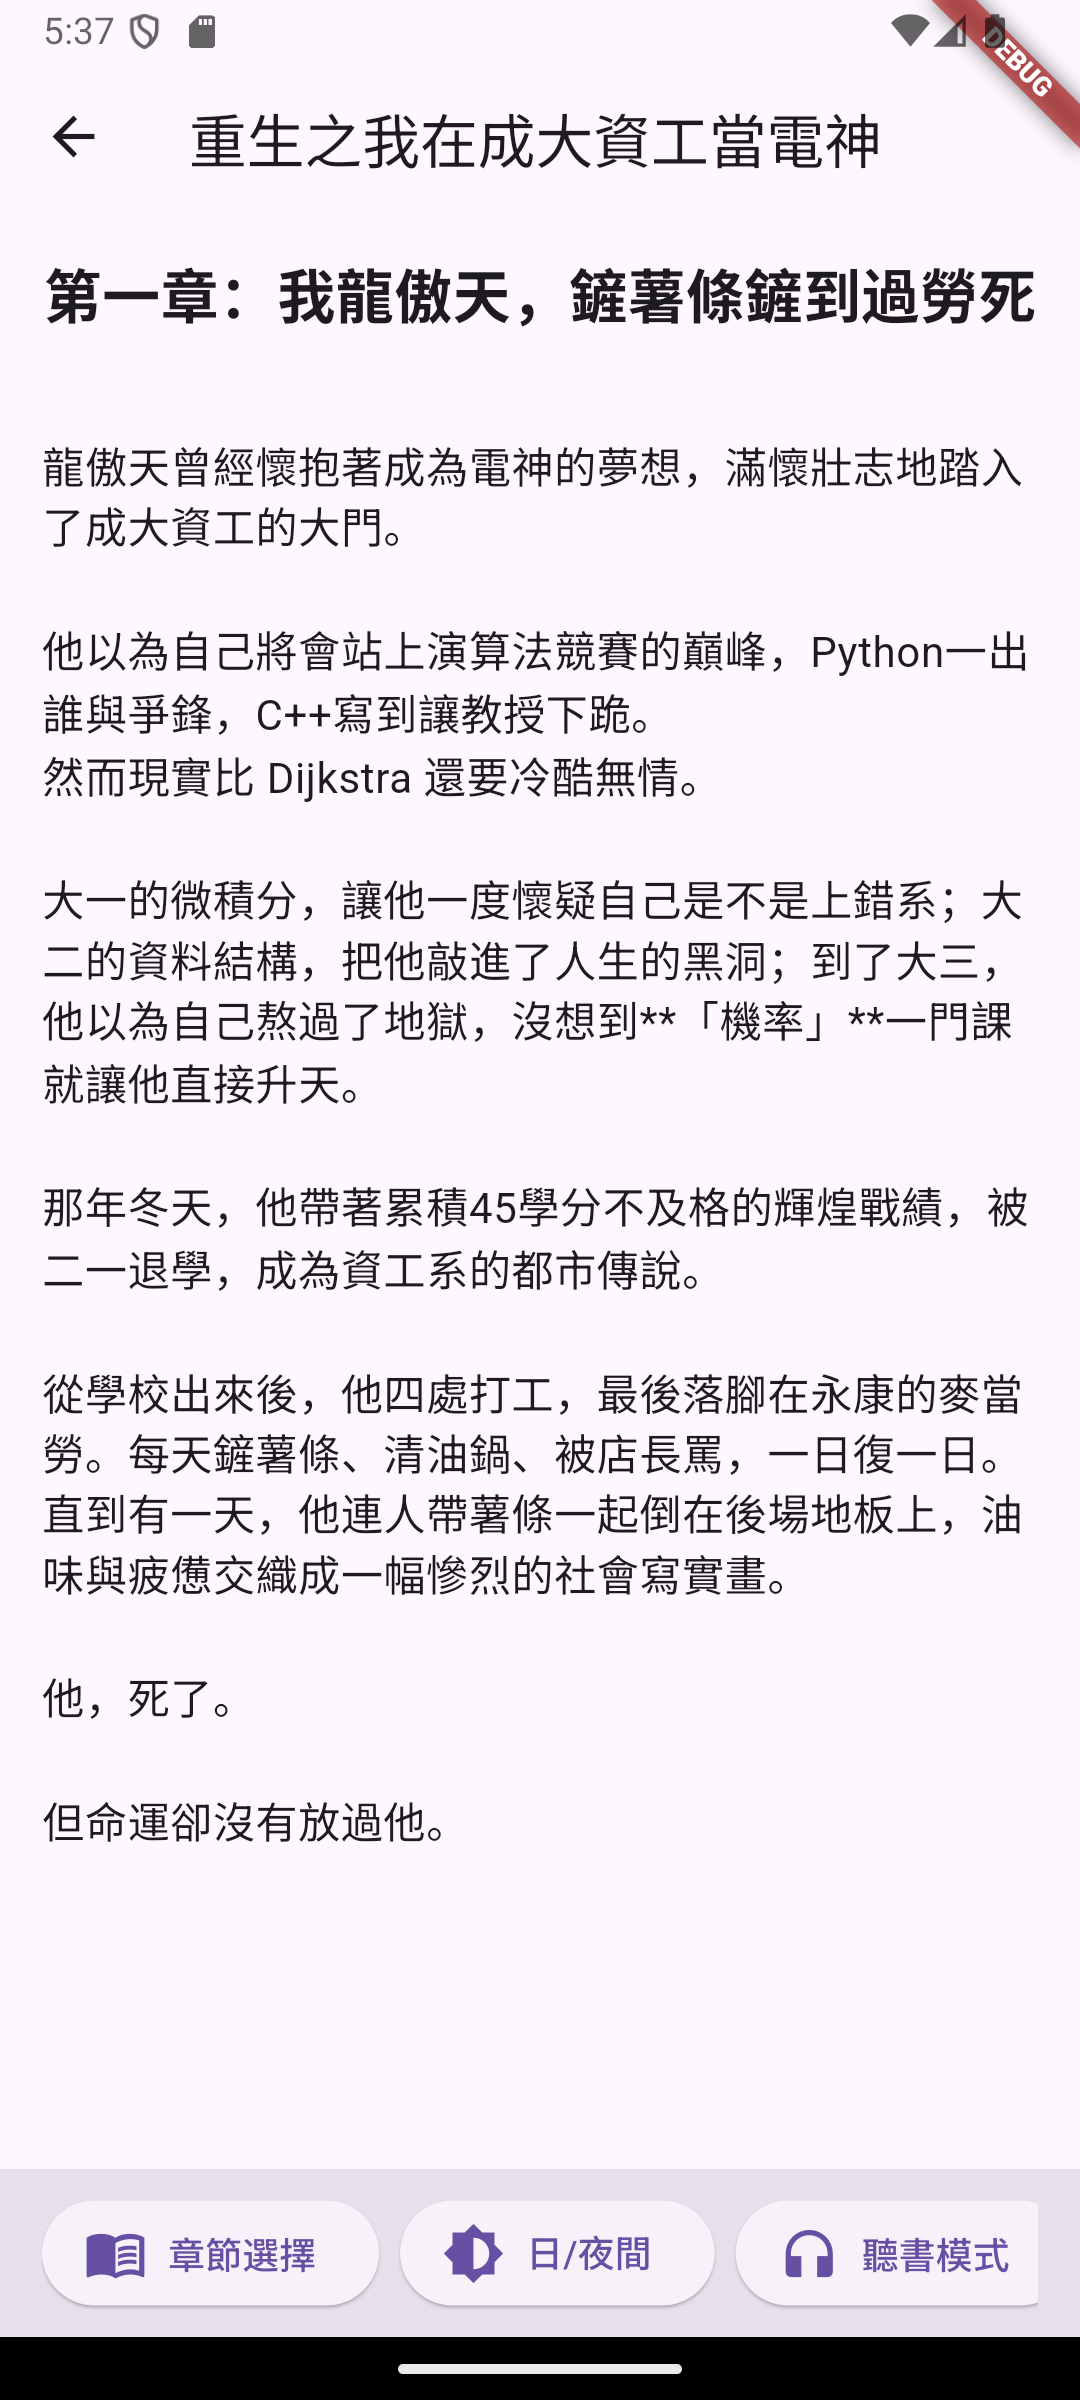 5:37
DEBUG
重生之我在成大資工當電神
第一章：我龍傲天，鏟薯條鏟到過勞死
龍傲天曾經懷抱著成為電神的夢想，滿懷壯志地踏入
了成大資工的大門。
他以為自己將會站上演算法競賽的巔峰，Python一出
誰與爭鋒，C++寫到讓教授下跪。
然而現實比 Dijkstra 還要冷酷無情。
大一的微積分，讓他一度懷疑自己是不是上錯系；大
二的資料結構，把他敲進了人生的黑洞；到了大三，
他以為自己熬過了地獄，沒想到**「機率」**一門課
就讓他直接升天。
那年冬天，他帶著累積45學分不及格的輝煌戰績，被
二一退學，成為資工系的都市傳說。
從學校出來後，他四處打工，最後落腳在永康的麥當
勞。每天鏟薯條、清油鍋、被店長罵，一日復一日。
直到有一天，他連人帶薯條一起倒在後場地板上，油
味與疲憊交織成一幅慘烈的社會寫實畫。
他，死了。
但命運卻沒有放過他。
章節選擇
日/夜間
聽書模式